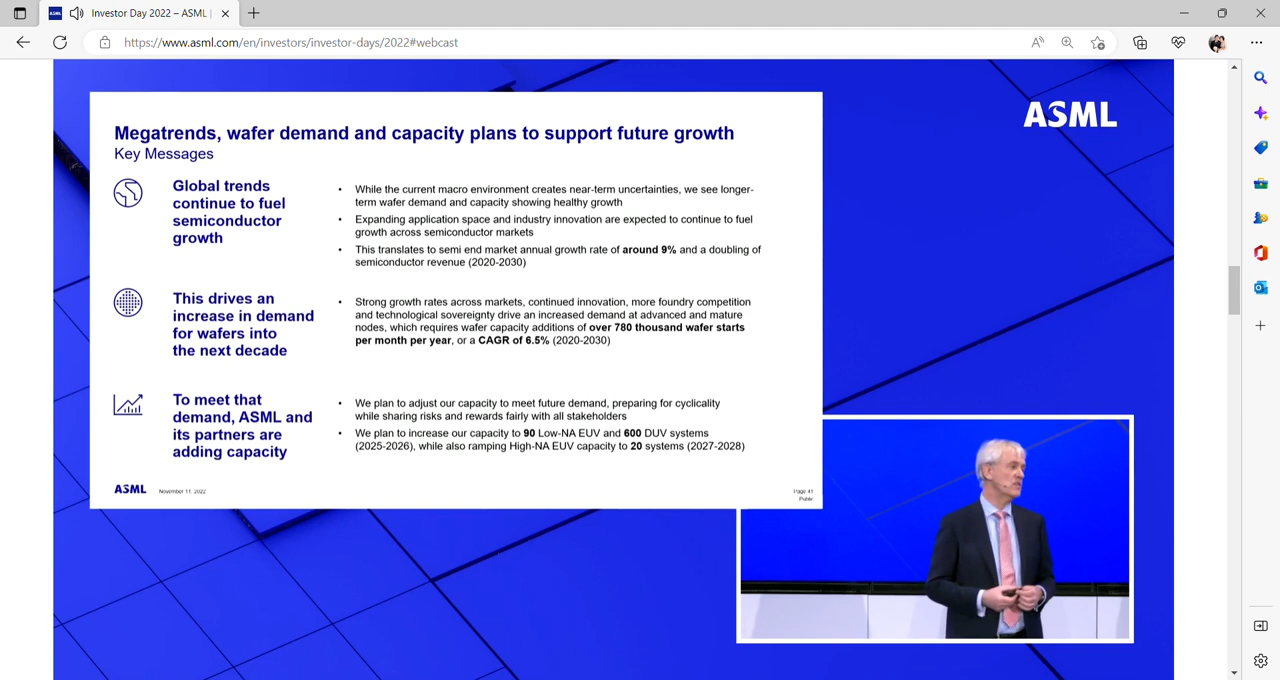 Investor Day 2022 – ASML |
https://www.asml.com/en/investors/investor-days/2022#webcast
ASML
Megatrends, wafer demand and capacity plans to support future growth
Key Messages
Global trends
continue to fuel
semiconductor
growth
• While the current macro environment creates near-term uncertainties, we see longer-
term wafer demand and capacity showing healthy growth
• Expanding application space and industry innovation are expected to continue to fuel
growth across semiconductor markets
• This translates to semi end market annual growth rate of around 9% and a doubling of
semiconductor revenue (2020-2030)
This drives an
increase in demand
for wafers into
the next decade
• Strong growth rates across markets, continued innovation, more foundry competition
and technological sovereignty drive an increased demand at advanced and mature
nodes, which requires wafer capacity additions of over 780 thousand wafer starts
per month per year, or a CAGR of 6.5% (2020-2030)
To meet that
demand, ASML and
its partners are
adding capacity
• We plan to adjust our capacity to meet future demand, preparing for cyclicality
while sharing risks and rewards fairly with all stakeholders
• We plan to increase our capacity to 90 Low-NA EUV and 600 DUV systems
(2025-2026), while also ramping High-NA EUV capacity to 20 systems (2027-2028)
ASML
November 11, 2022
Page 41
Public